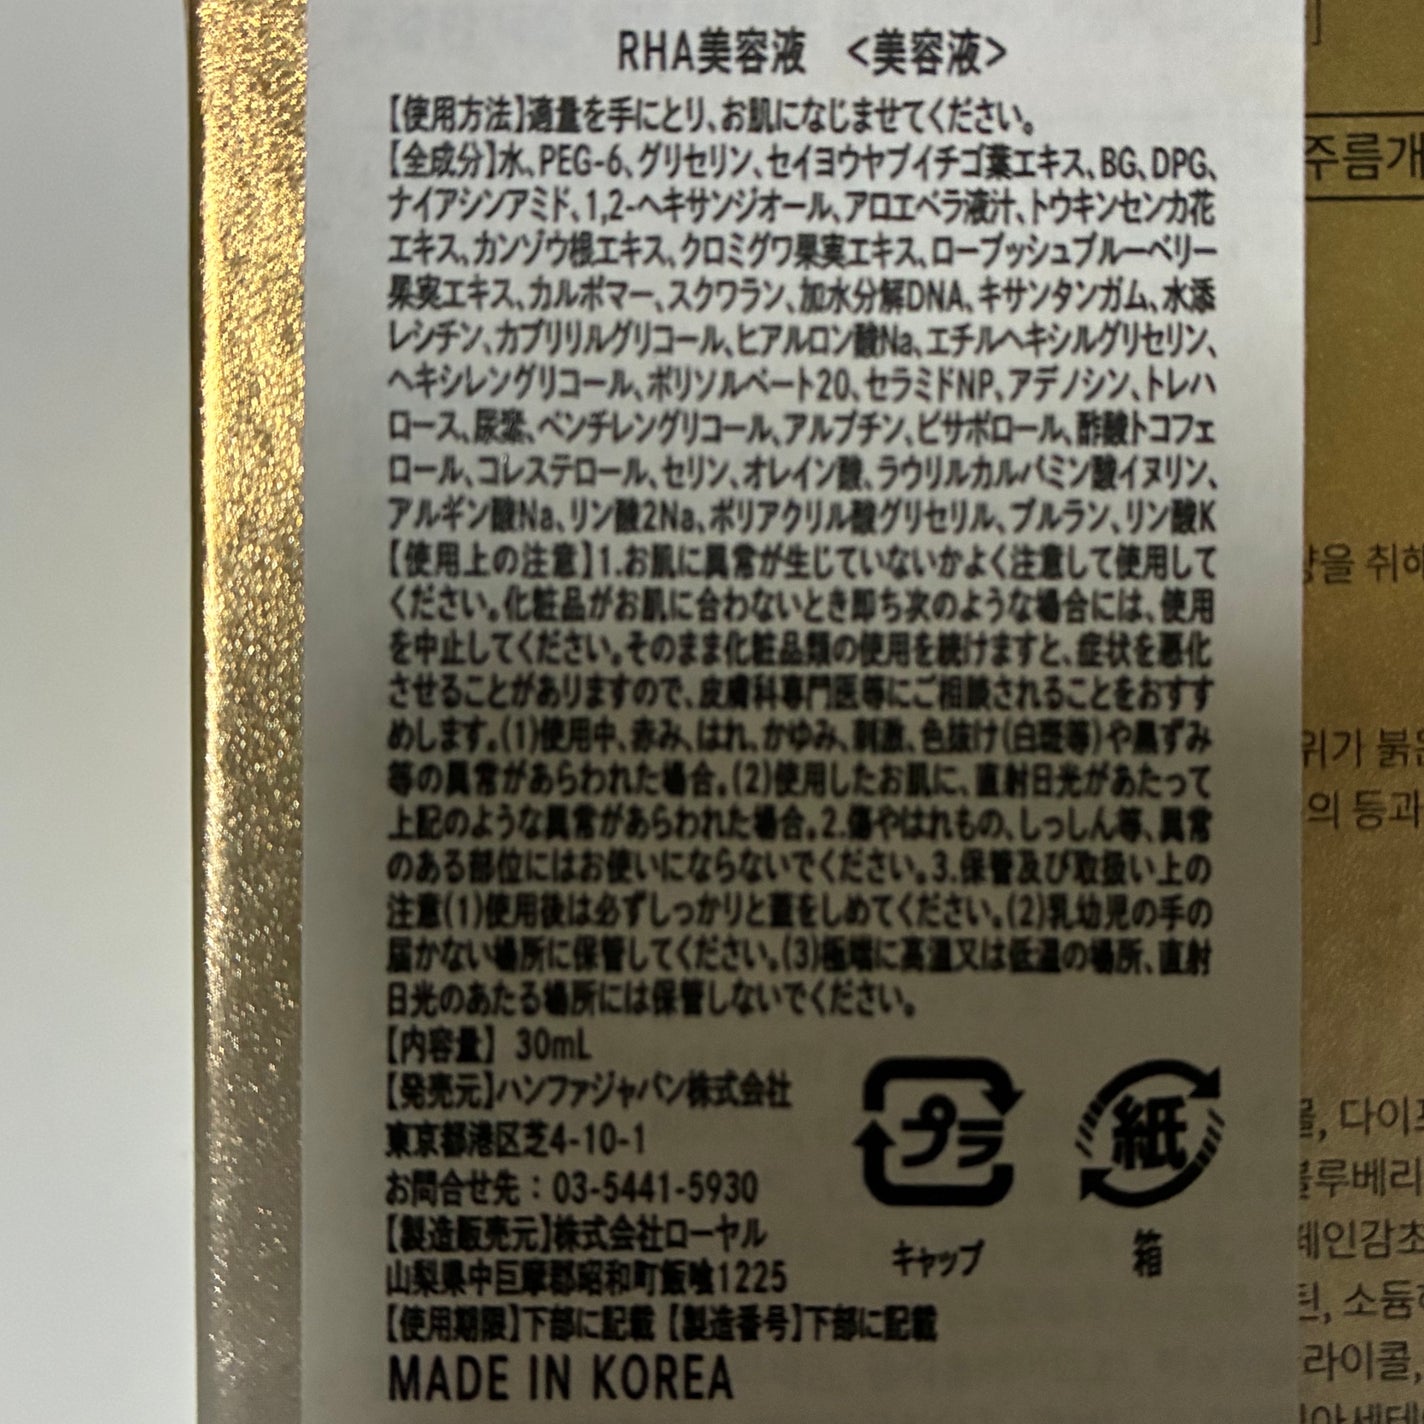 RHA美容液　<美容液>
【使用方法】適量を手にとり、お肌になじませてください。
【全成分】水、PEG-6、グリセリン、セイヨウヤブイチゴ葉エキス、BG、DPG、
ナイアシンアミド、1,2-ヘキサンジオール、アロエベラ液汁、トウキンセンカ花
エキス、カンゾウ根エキス、クロミグワ果実エキス、ローブッシュブルーベリー
果実エキス、カルボマー、スクワラン、加水分解DNA、キサンタンガム、水添
レシチン、カプリリルグリコール、ヒアルロン酸Na、エチルヘキシルグリセリン、
ヘキシレングリコール、ポリソルベート20、セラミドNP、アデノシン、トレハ
ロース、尿素、ペンチレングリコール、アルブチン、ビサボロール、酢酸トコフェ
ロール、コレステロール、セリン、オレイン酸、ラウリルカルバミン酸イヌリン、
アルギン酸Na、リン酸2Na、ポリアクリル酸グリセリル、プルラン、リン酸K
【使用上の注意】1.お肌に異常が生じていないかよく注意して使用して
ください。化粧品がお肌に合わないとき即ち次のような場合には、使用
を中止してください。そのまま化粧品類の使用を続けますと、症状を悪化
させることがありますので、皮膚科専門医等にご相談されることをおすす
めします。(1)使用中、赤み、はれ、かゆみ、刺激、色抜け(白斑等)や黒ずみ
等の異常があらわれた場合。(2)使用したお肌に、直射日光があたって
上記のような異常があらわれた場合。2.傷やはれもの、しっしん等、異常
のある部位にはお使いにならないでください。3.保管及び取扱い上の
注意(1)使用後は必ずしっかりと蓋をしめてください。(2)乳幼児の手の
届かない場所に保管してください。(3)極端に高温又は低温の場所、直射
日光のあたる場所には保管しないでください。
【内容量】 30mL
【発売元】ハンファジャパン株式会社
東京都港区芝4-10-1
お問合せ先：03-5441-5930
【製造販売元】株式会社ローヤル
山梨県中巨摩郡昭和町飯喰1225
【使用期限】下部に記載【製造番号】下部に記載
MADE IN KOREA
プラ
キャップ
紙
箱
주름개
을 취해
위가 붉은
의 등과
, 다이프
블루베리
인감초
틴, 소듐
라이콜,